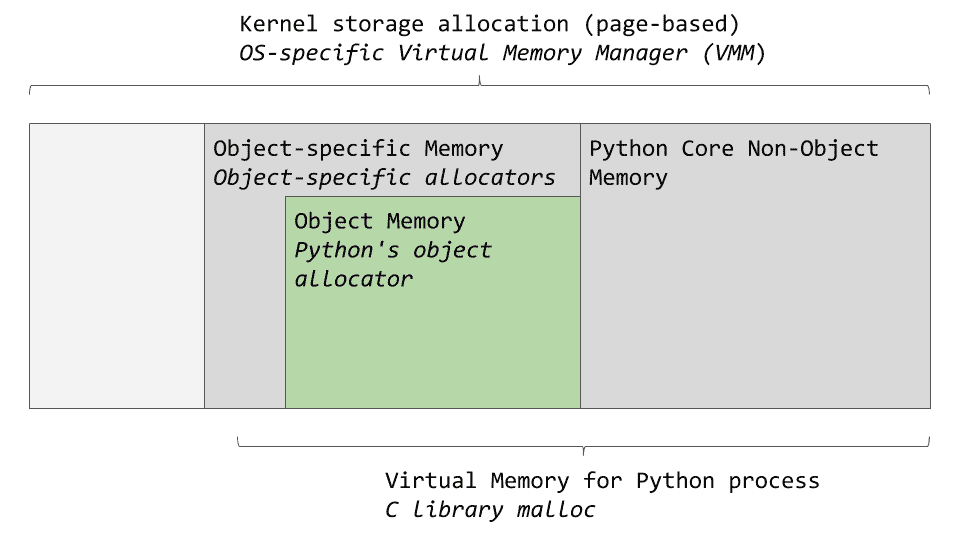 Kernel storage allocation (page-based)
OS-specific Virtual Memory Manager (VMM)
Object-specific Memory
Object-specific allocators
Python Core Non-Object
Memory
Object Memory
Python's object
allocator
Virtual Memory for Python process
C library malloc